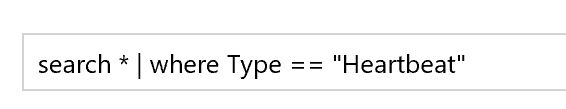 search * | where Type == "Heartbeat"